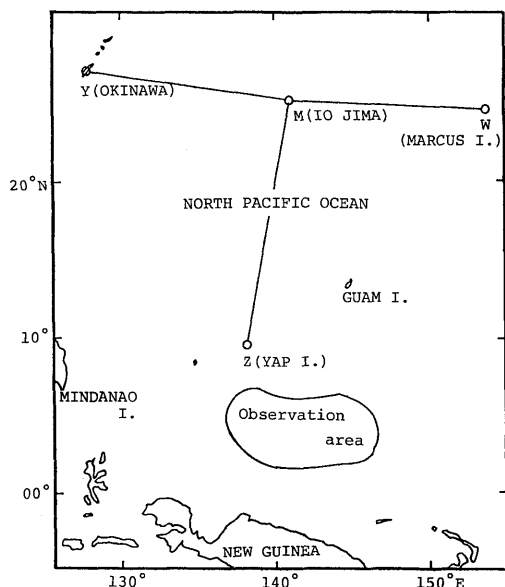 Y(OKINAWA)
M(IO JIMA)
W
(MARCUS I.)
20°N
NORTH PACIFIC OCEAN
GUAM I.
10°
Z(YAP I.)
MINDANAO
I.
Observation
area
00°
NEW GUINEA
130°
140°
150°E